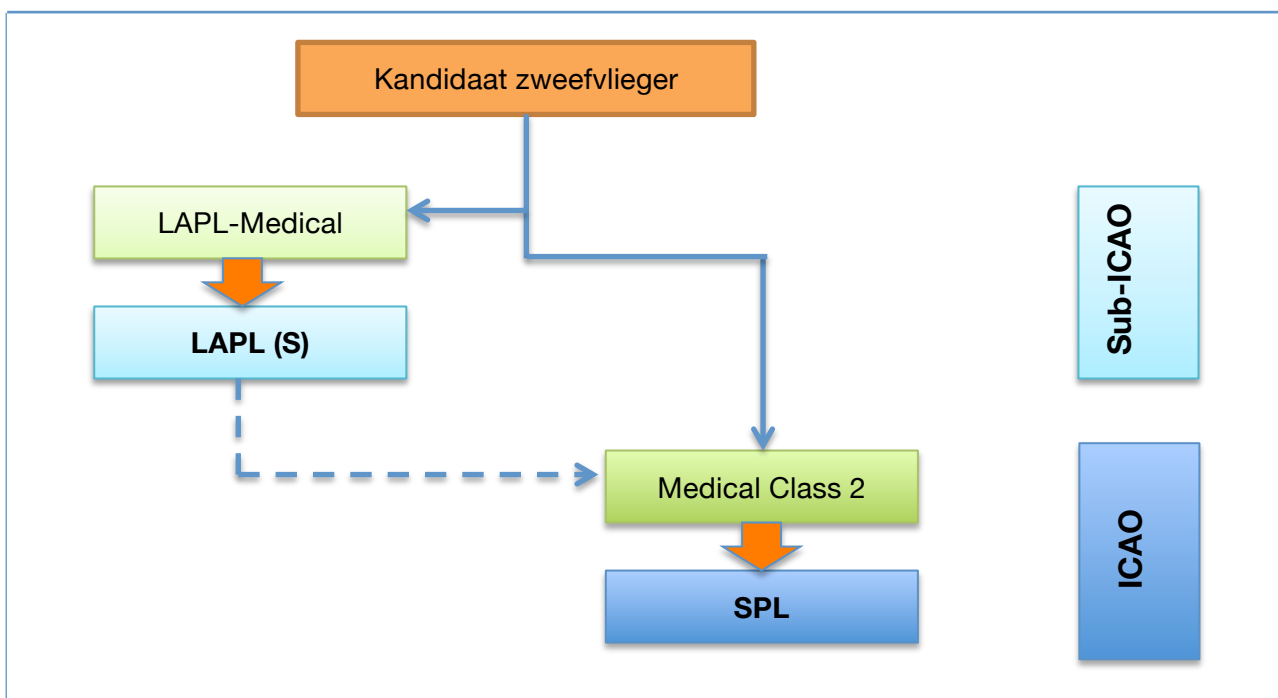 Kandidaat zweefvlieger
LAPL-Medical
LAPL (S)
Medical Class 2
SPL
Sub-ICAO
ICAO